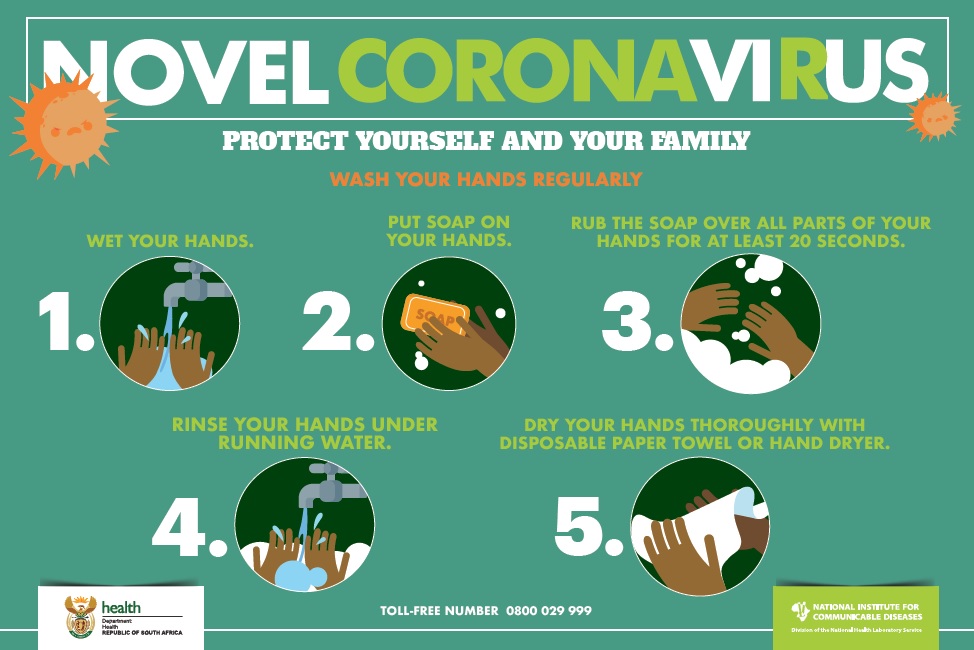 NOVEL CORONAVIRUS
PROTECT YOURSELF AND YOUR FAMILY
WASH YOUR HANDS REGULARLY
WET YOUR HANDS.
1.
PUT SOAP ON
YOUR HANDS.
2.
SOAP
RUB THE SOAP OVER ALL PARTS OF YOUR
HANDS FOR AT LEAST 20 SECONDS.
3.
RINSE YOUR HANDS UNDER
RUNNING WATER.
4.
DRY YOUR HANDS THOROUGHLY WITH
DISPOSABLE PAPER TOWEL OR HAND DRYER.
5.
health
Department:
Health
REPUBLIC OF SOUTH AFRICA
TOLL-FREE NUMBER 0800 029 999
NATIONAL INSTITUTE FOR
COMMUNICABLE DISEASES
Division of the National Health Laboratory Service